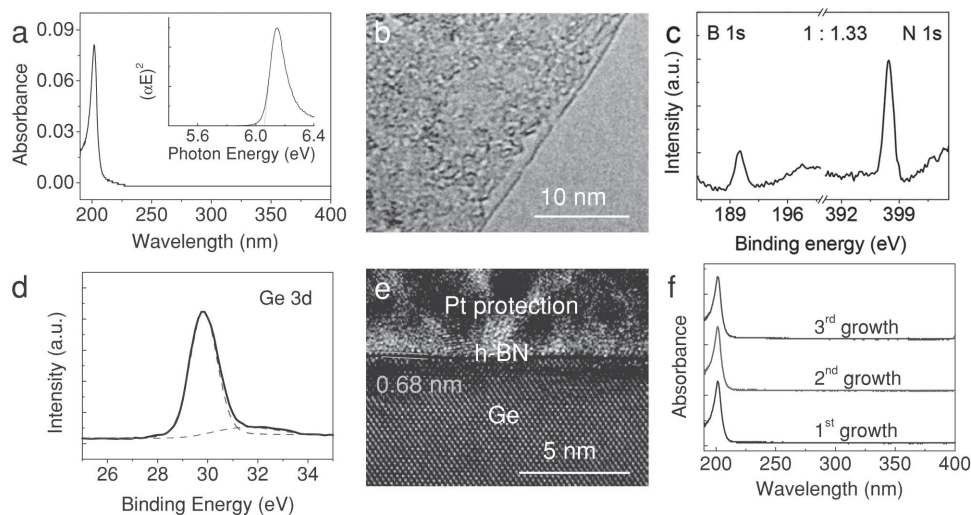 a
0.09
0.06
0.03
0.00
Absorbance
200 250 300 350 400
Wavelength (nm)
(αE)²
5.6 6.0 6.4
Photon Energy (eV)
b
10 nm
c
B 1s 1 : 1.33 N 1s
Intensity (a.u.)
189 196 392 399
Binding energy (eV)
d
Ge 3d
Intensity (a.u.)
26 28 30 32 34
Binding Energy (eV)
e
Pt protection
h-BN
0.68 nm
Ge
5 nm
f
3rd growth
2nd growth
1st growth
Absorbance
200 250 300 350 400
Wavelength (nm)